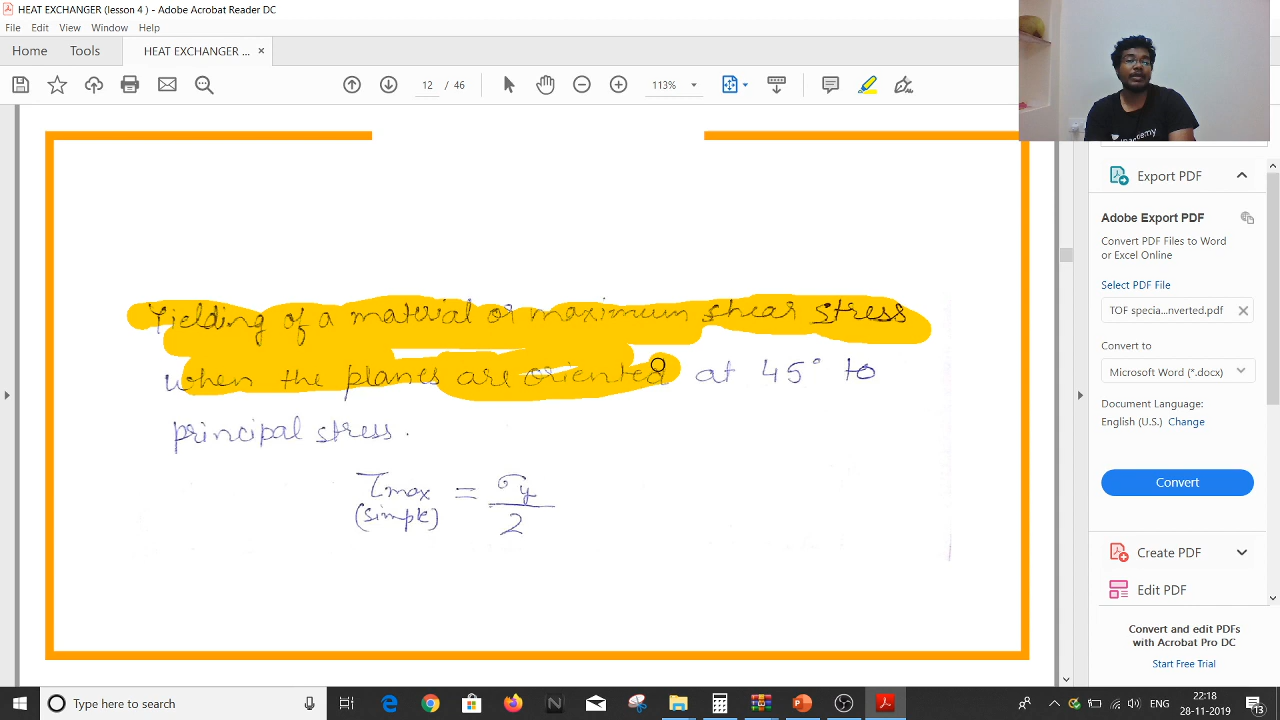 HEAT EXCHANGER (lesson 4 ) - Adobe Acrobat Reader DC
File Edit View Window Help
Home Tools HEAT EXCHANGER ... ×
12 / 46 113%
Export PDF
Adobe Export PDF
Convert PDF Files to Word
or Excel Online
Select PDF File
TOF specia...nverted.pdf
Convert to
Microsoft Word (*.docx)
Document Language:
English (U.S.) Change
Convert
Create PDF
Edit PDF
Convert and edit PDFs
with Acrobat Pro DC
Start Free Trial
Yielding of a material or maximum shear stress
when the planes are oriented at 45° to
principal stress.
τmax = σy
(simple) 2
Type here to search
ENG
22:18
28-11-2019
13